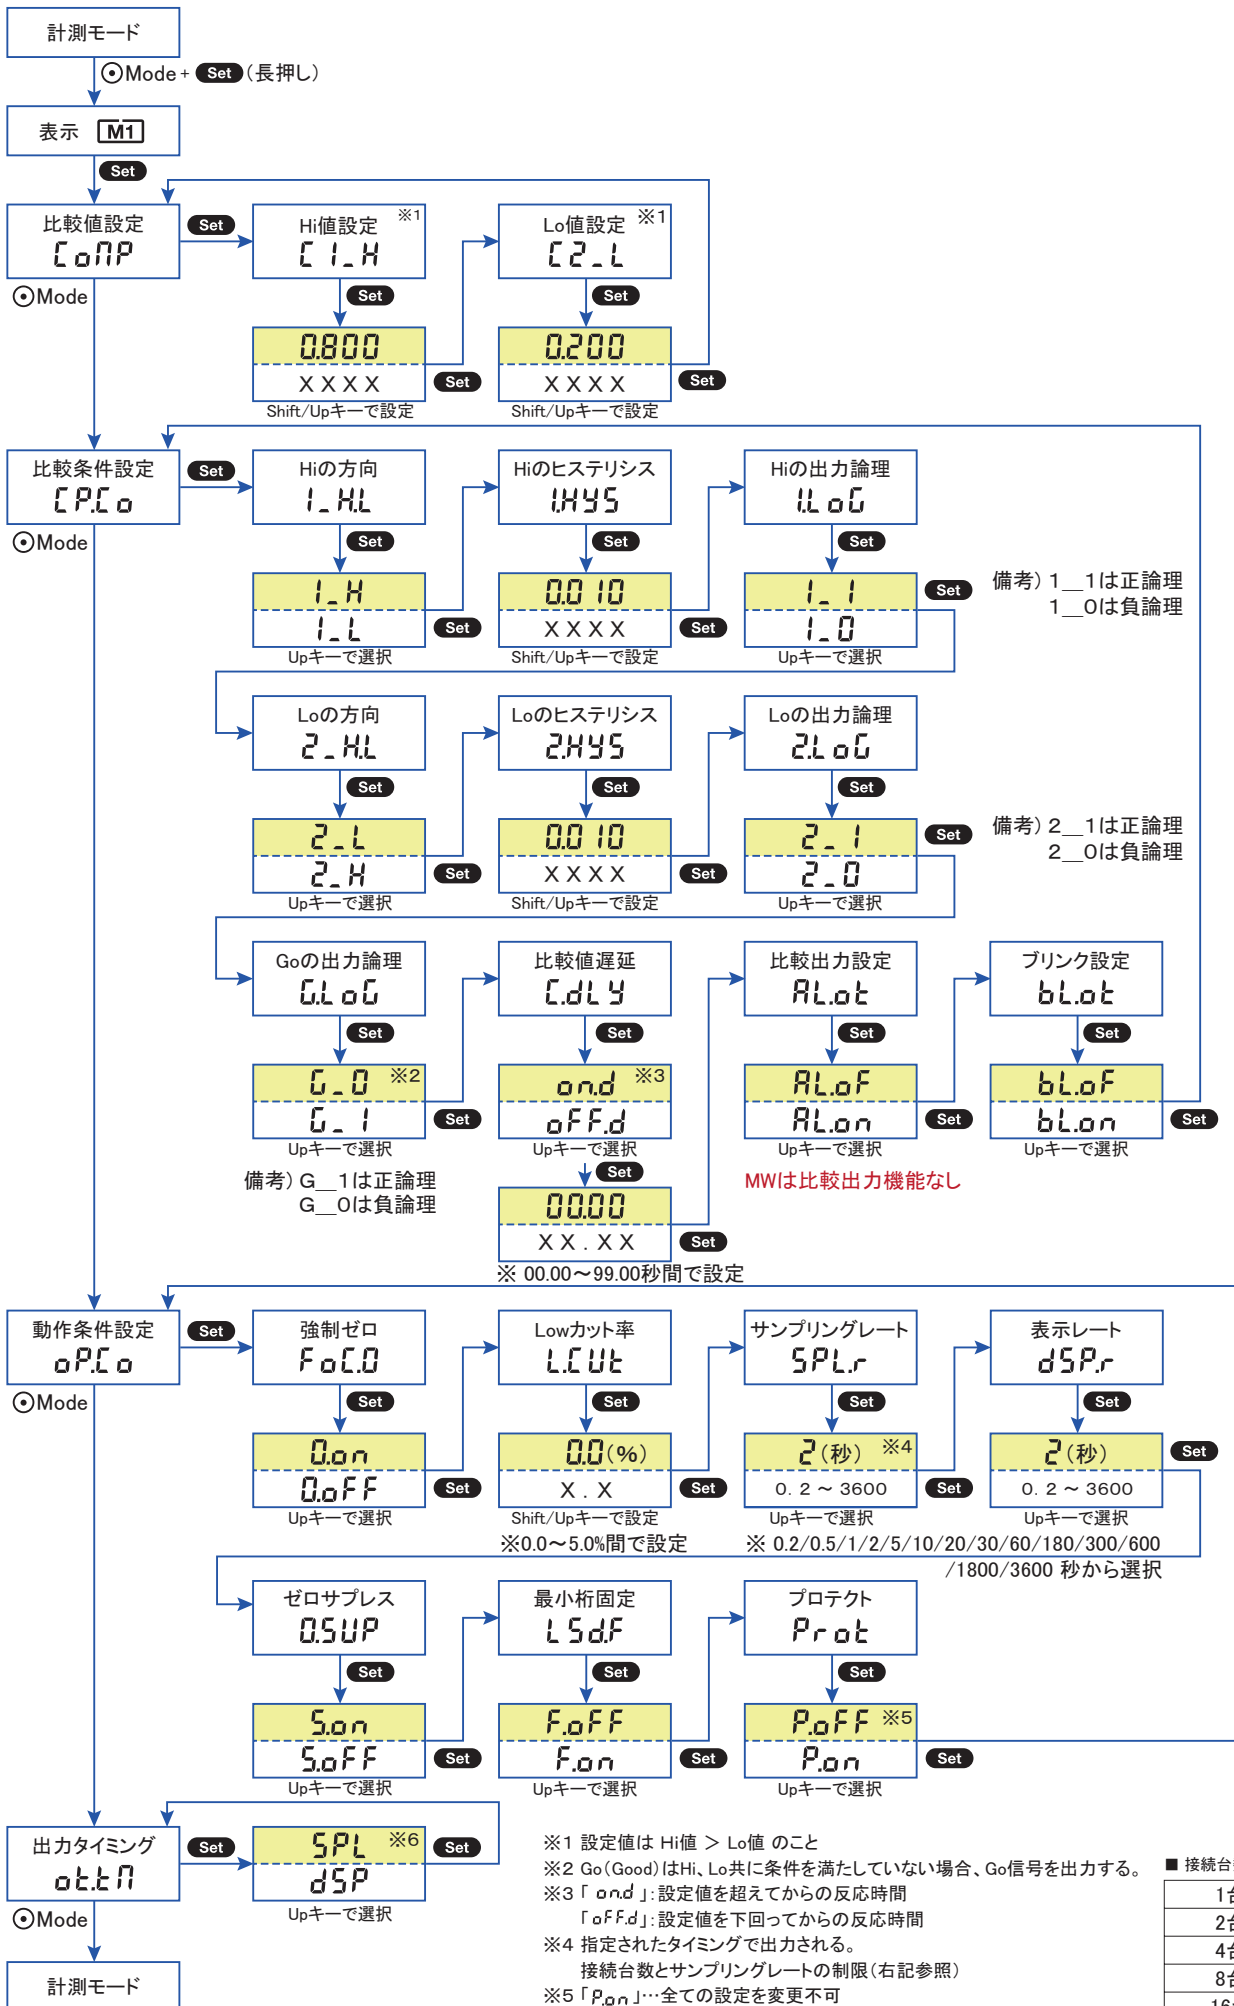 計測モード
⊙Mode + Set (長押し)
表示 M1
Set
比較値設定
CoMP
Set
Hi値設定 ※1
C1_H
Lo値設定 ※1
C2_L
⊙Mode
Set
Set
0.800
XXXX
Set
0.200
XXXX
Set
Shift/Upキーで設定
Shift/Upキーで設定
比較条件設定
CP.Co
Set
Hiの方向
1_H.L
Hiのヒステリシス
1.HYS
Hiの出力論理
1.LoG
⊙Mode
Set
Set
Set
1_H
1_L
Set
0.010
XXXX
Set
1_1
1_0
Set
備考) 1__1は正論理
1__0は負論理
Upキーで選択
Shift/Upキーで設定
Upキーで選択
Loの方向
2_H.L
Loのヒステリシス
2.HYS
Loの出力論理
2.LoG
Set
Set
Set
2_L
2_H
Set
0.010
XXXX
Set
2_1
2_0
Set
備考) 2__1は正論理
2__0は負論理
Upキーで選択
Shift/Upキーで設定
Upキーで選択
Goの出力論理
G.LoG
比較値遅延
C.dLY
比較出力設定
AL.ot
ブリンク設定
bL.ot
Set
Set
Set
Set
G_0 ※2
G_1
Set
on.d ※3
oFF.d
AL.oF
AL.on
Set
bL.oF
bL.on
Set
Upキーで選択
Upキーで選択
Upキーで選択
Upキーで選択
備考) G__1は正論理
G__0は負論理
Set
MWは比較出力機能なし
00.00
XX.XX
Set
※ 00.00~99.00秒間で設定
動作条件設定
oP.Co
Set
強制ゼロ
FoC.0
Lowカット率
L.CUt
サンプリングレート
SPL.r
表示レート
dSP.r
⊙Mode
Set
Set
Set
Set
0.on
0.oFF
Set
0.0(%)
X.X
Set
2(秒) ※4
0.2~3600
Set
2(秒)
0.2~3600
Set
Upキーで選択
Shift/Upキーで設定
Upキーで選択
Upキーで選択
※0.0~5.0%間で設定
※ 0.2/0.5/1/2/5/10/20/30/60/180/300/600
/1800/3600 秒から選択
ゼロサプレス
0.SUP
最小桁固定
LSd.F
プロテクト
Prot
Set
Set
Set
S.on
S.oFF
Set
F.oFF
F.on
Set
P.oFF ※5
P.on
Set
Upキーで選択
Upキーで選択
Upキーで選択
出力タイミング
ot.tM
Set
SPL ※6
dSP
Set
⊙Mode
Upキーで選択
計測モード
※1 設定値は Hi値 > Lo値 のこと
※2 Go(Good)はHi、Lo共に条件を満たしていない場合、Go信号を出力する。
※3「on.d」:設定値を超えてからの反応時間
「oFF.d」:設定値を下回ってからの反応時間
※4 指定されたタイミングで出力される。
接続台数とサンプリングレートの制限(右記参照)
※5「P.on」…全ての設定を変更不可
■ 接続台
1台
2台
4台
8台